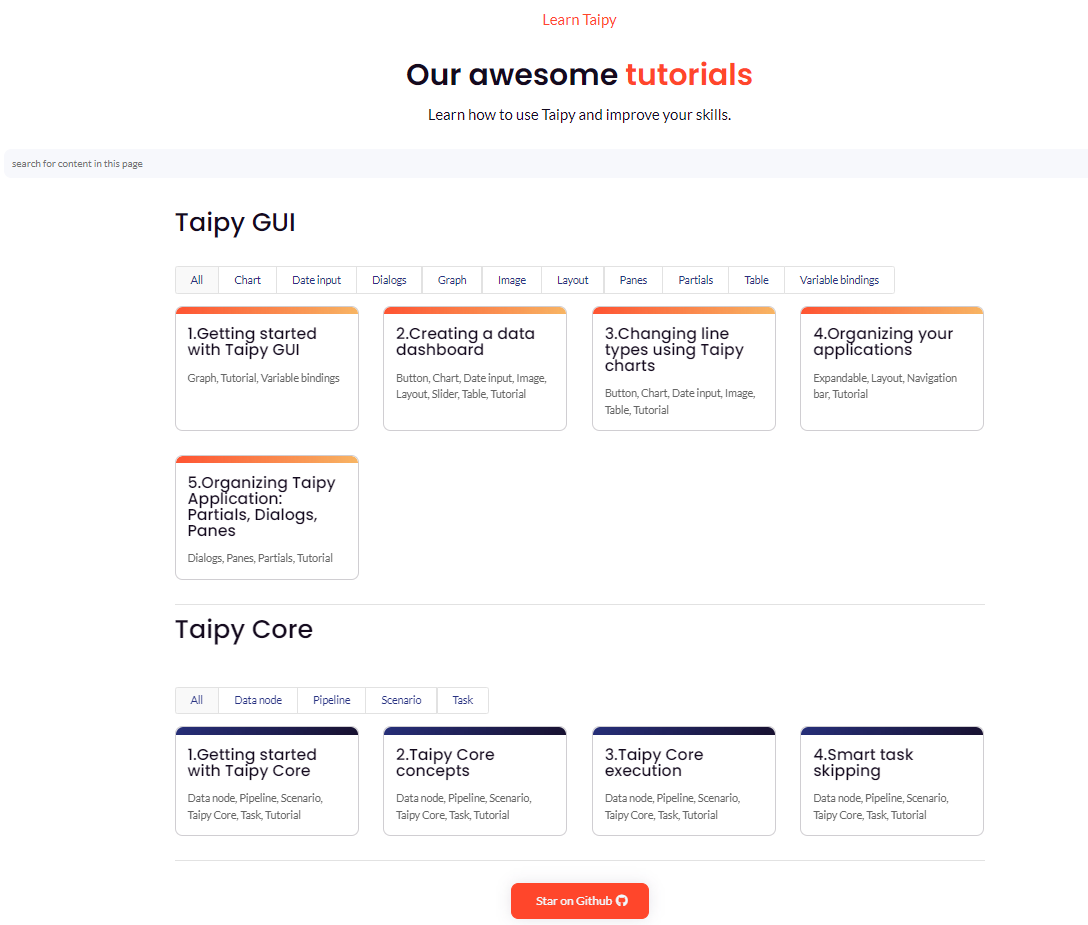 Learn Taipy
Our awesome tutorials
Learn how to use Taipy and improve your skills.
search for content in this page
Taipy GUI
All Chart Date input Dialogs Graph Image Layout Panes Partials Table Variable bindings
1.Getting started
with Taipy GUI
Graph, Tutorial, Variable bindings
2.Creating a data
dashboard
Button, Chart, Date input, Image,
Layout, Slider, Table, Tutorial
3.Changing line
types using Taipy
charts
Button, Chart, Date input, Image,
Table, Tutorial
4.Organizing your
applications
Expandable, Layout, Navigation
bar, Tutorial
5.Organizing Taipy
Application:
Partials, Dialogs,
Panes
Dialogs, Panes, Partials, Tutorial
Taipy Core
All Data node Pipeline Scenario Task
1.Getting started
with Taipy Core
Data node, Pipeline, Scenario,
Taipy Core, Task, Tutorial
2.Taipy Core
concepts
Data node, Pipeline, Scenario,
Taipy Core, Task, Tutorial
3.Taipy Core
execution
Data node, Pipeline, Scenario,
Taipy Core, Task, Tutorial
4.Smart task
skipping
Data node, Pipeline, Scenario,
Taipy Core, Task, Tutorial
Star on Github